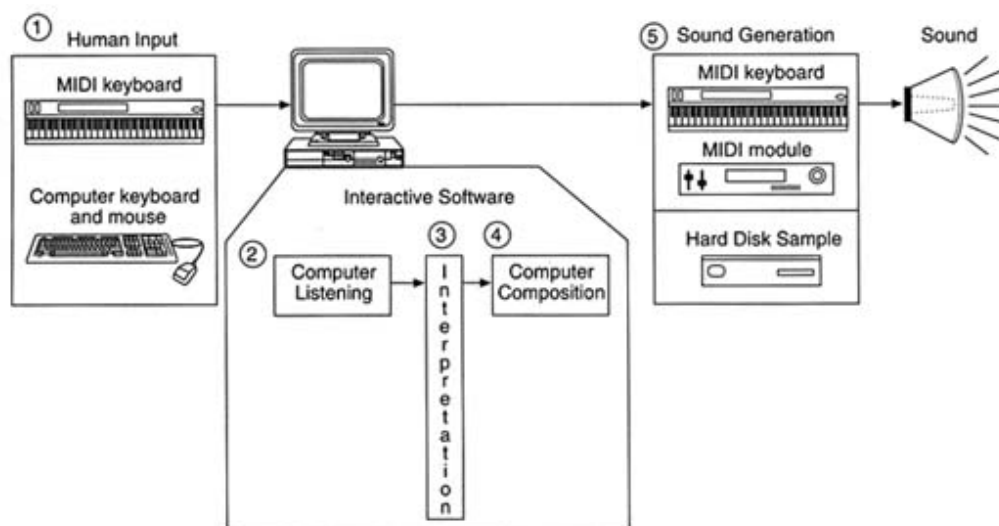 ① Human Input
MIDI keyboard
Computer keyboard
and mouse
Interactive Software
② Computer
Listening
③ Interpretation
④ Computer
Composition
⑤ Sound Generation
MIDI keyboard
MIDI module
Hard Disk Sample
Sound